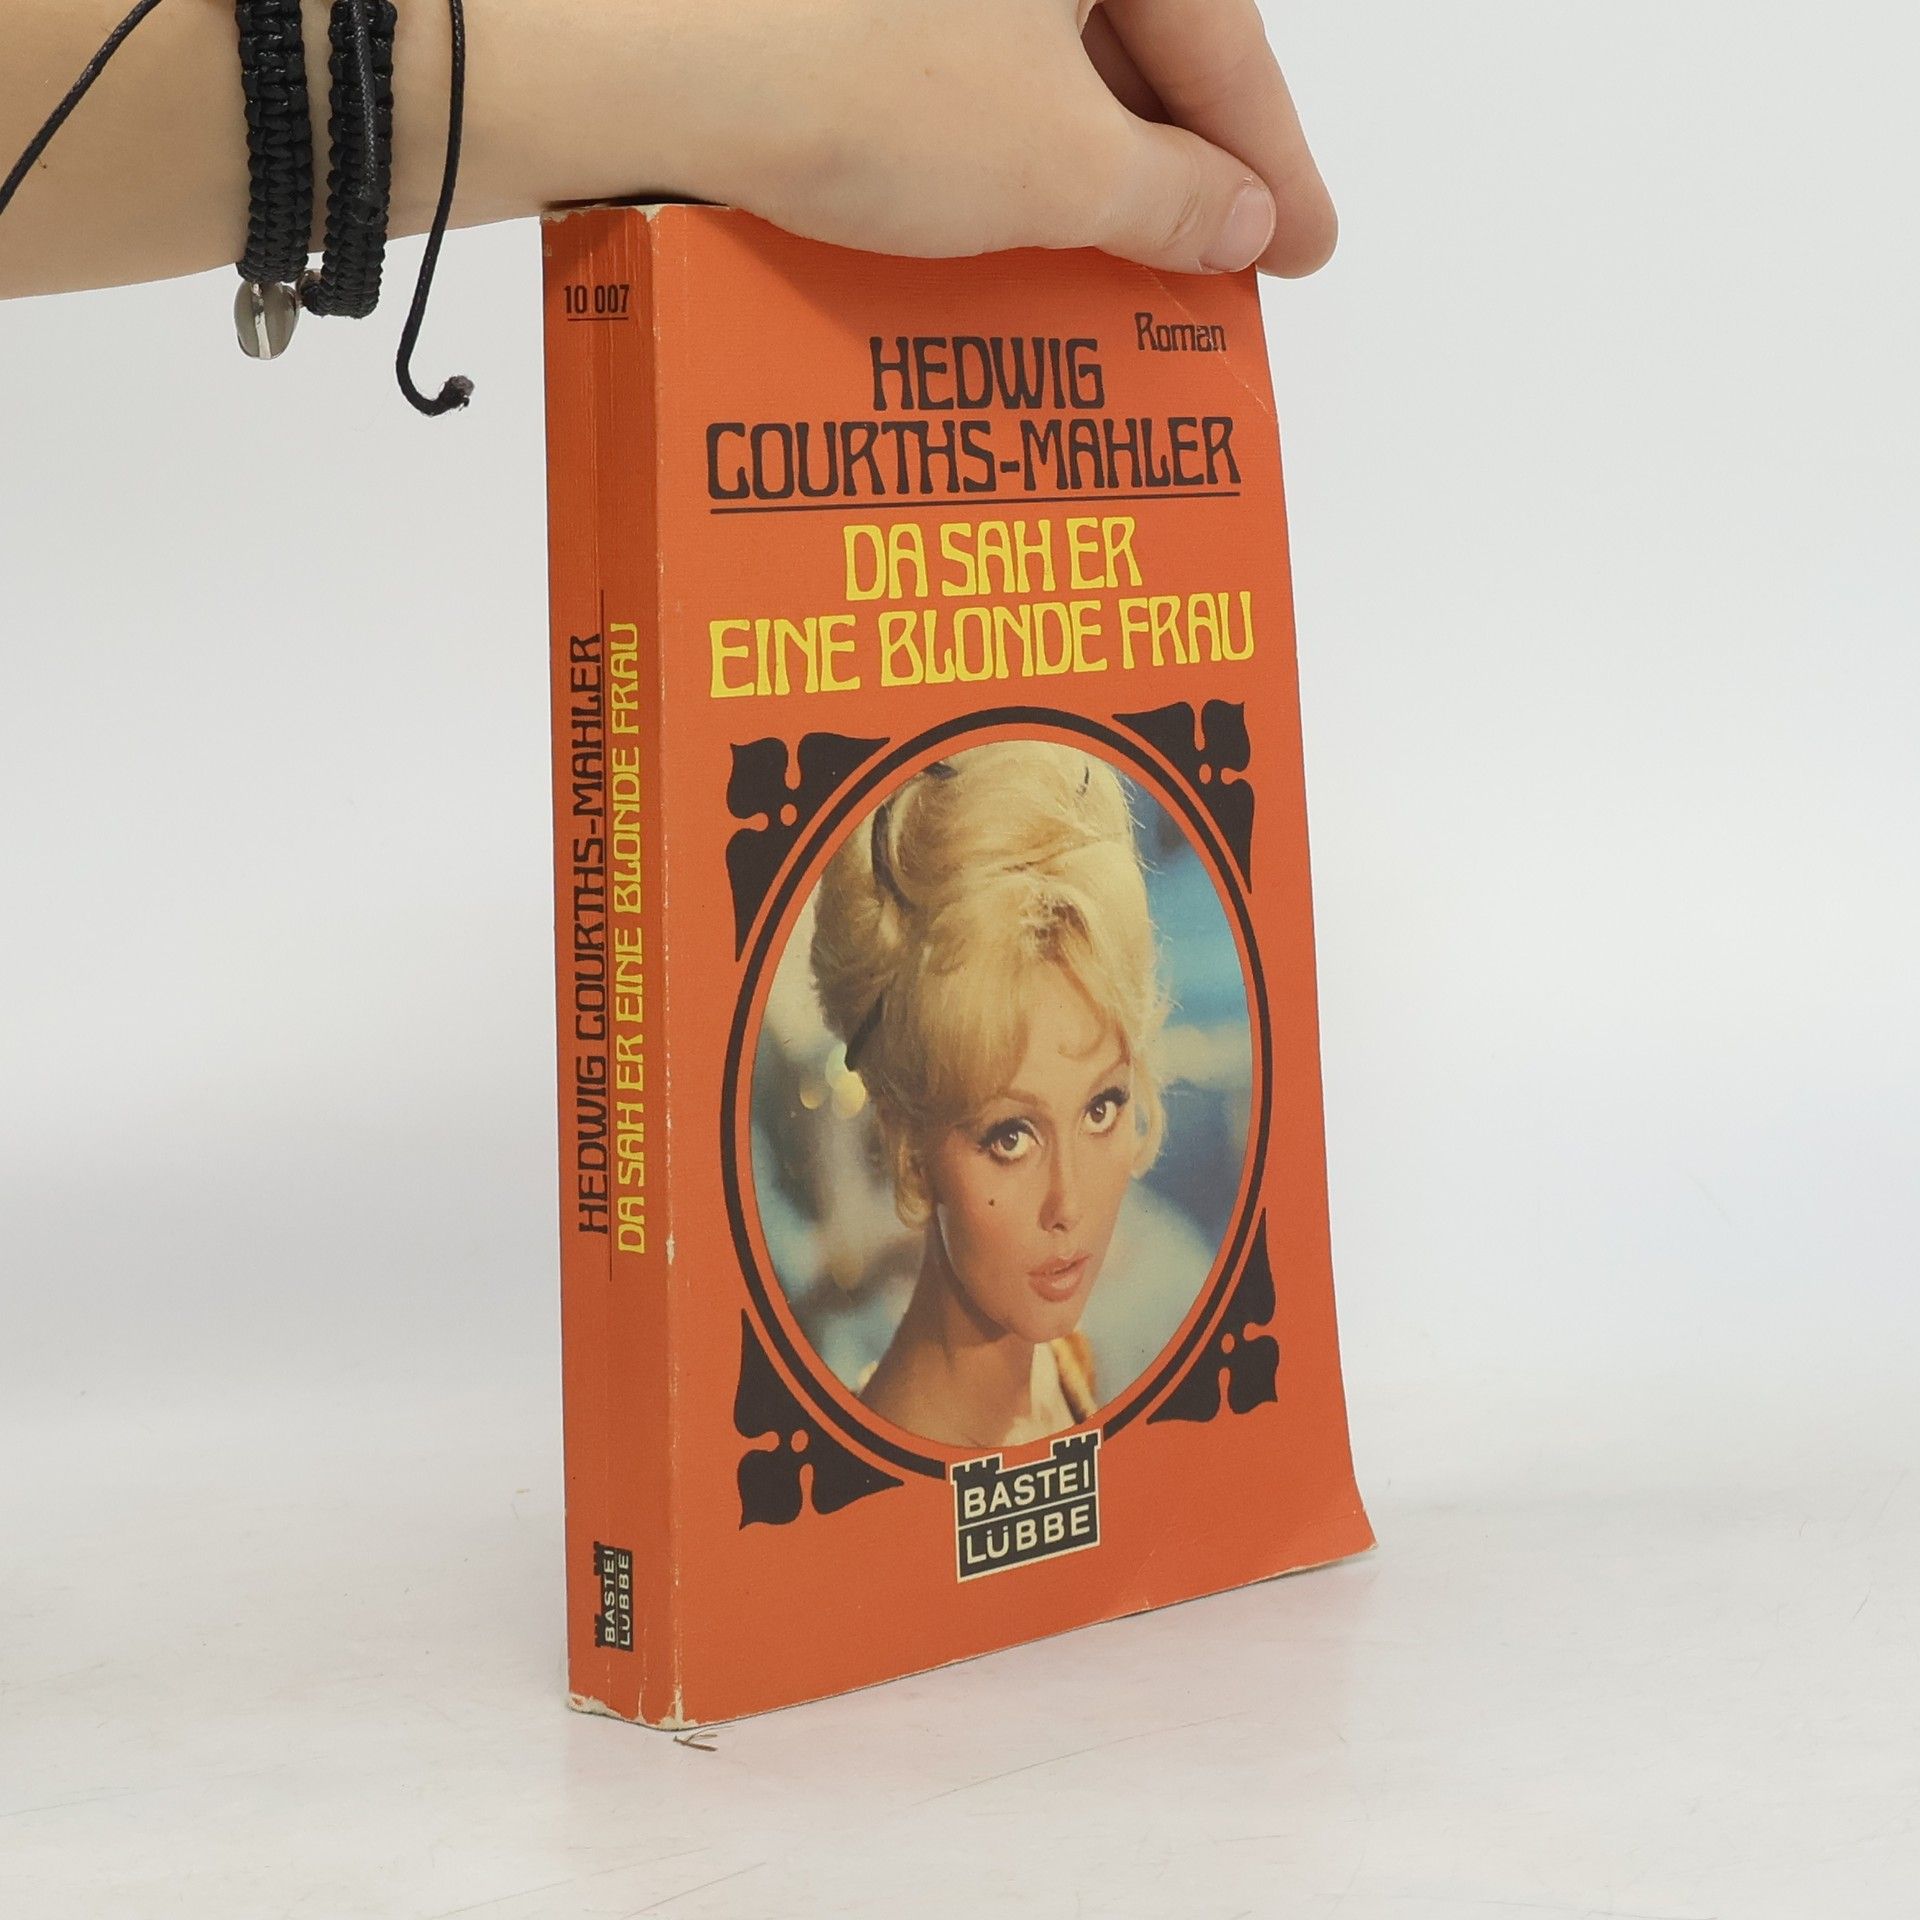 10 007
HEDWIG COURTHS-MAHLER
DA SAH ER EINE BLONDE FRAU
BASTEI
LÜBBE
Roman
HEDWIG
COURTHS-MAHLER
DA SAH ER
EINE BLONDE FRAU
BASTEI
LÜBBE